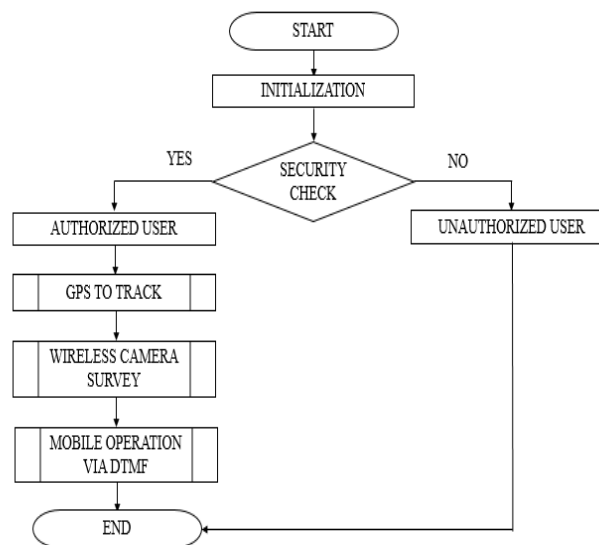 START
INITIALIZATION
YES
SECURITY
CHECK
NO
AUTHORIZED USER
UNAUTHORIZED USER
GPS TO TRACK
WIRELESS CAMERA
SURVEY
MOBILE OPERATION
VIA DTMF
END